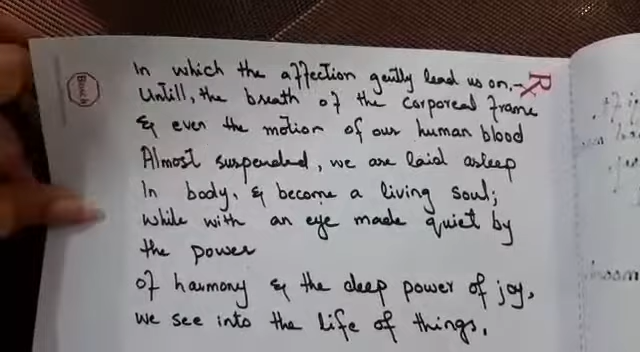 In which the affection gently lead us on,-
Untill, the breath of the corporeal frame
& even the motion of our human blood
Almost suspended, we are laid asleep
In body, & become a living soul;
while with an eye made quiet by
the power
of harmony & the deep power of joy,
we see into the life of things.
Rx